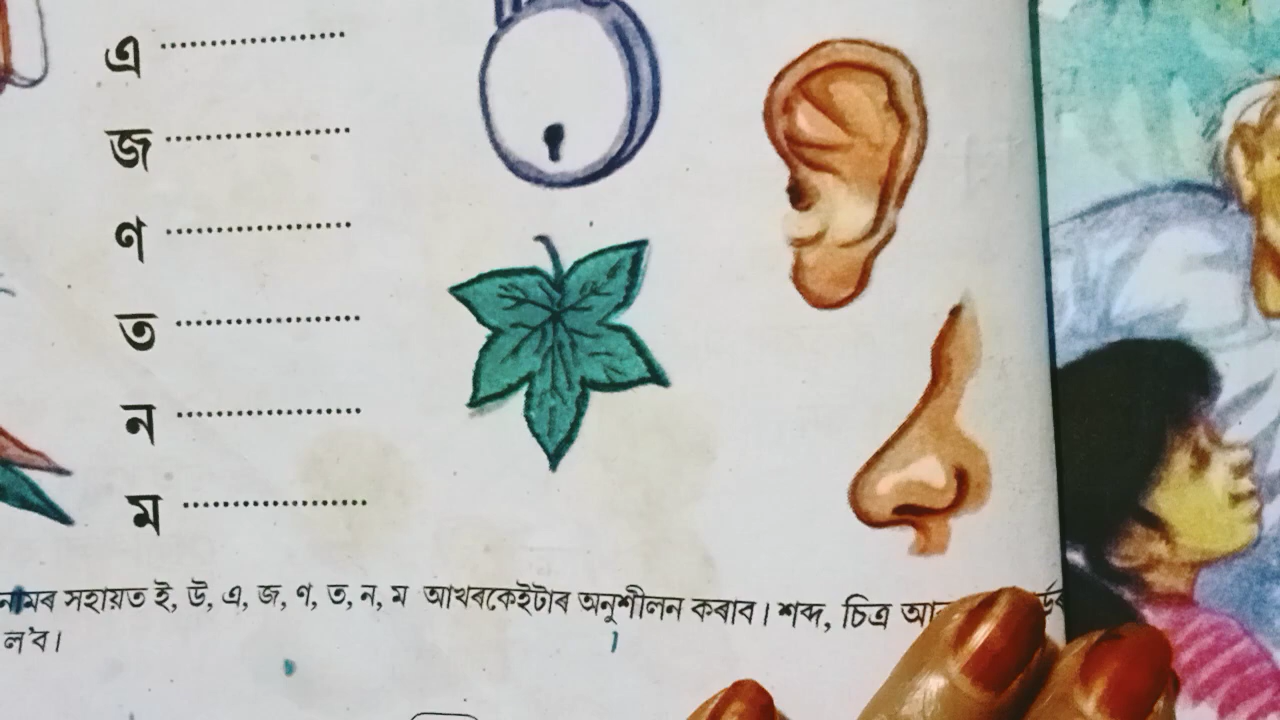 এ ....................
জ ....................
ণ ....................
ত ....................
ন ....................
ম ....................
নামৰ সহায়ত ই, উ, এ, জ, ণ, ত, ন, ম আখৰকেইটাৰ অনুশীলন কৰাব। শব্দ, চিত্ৰ
ল'ব।